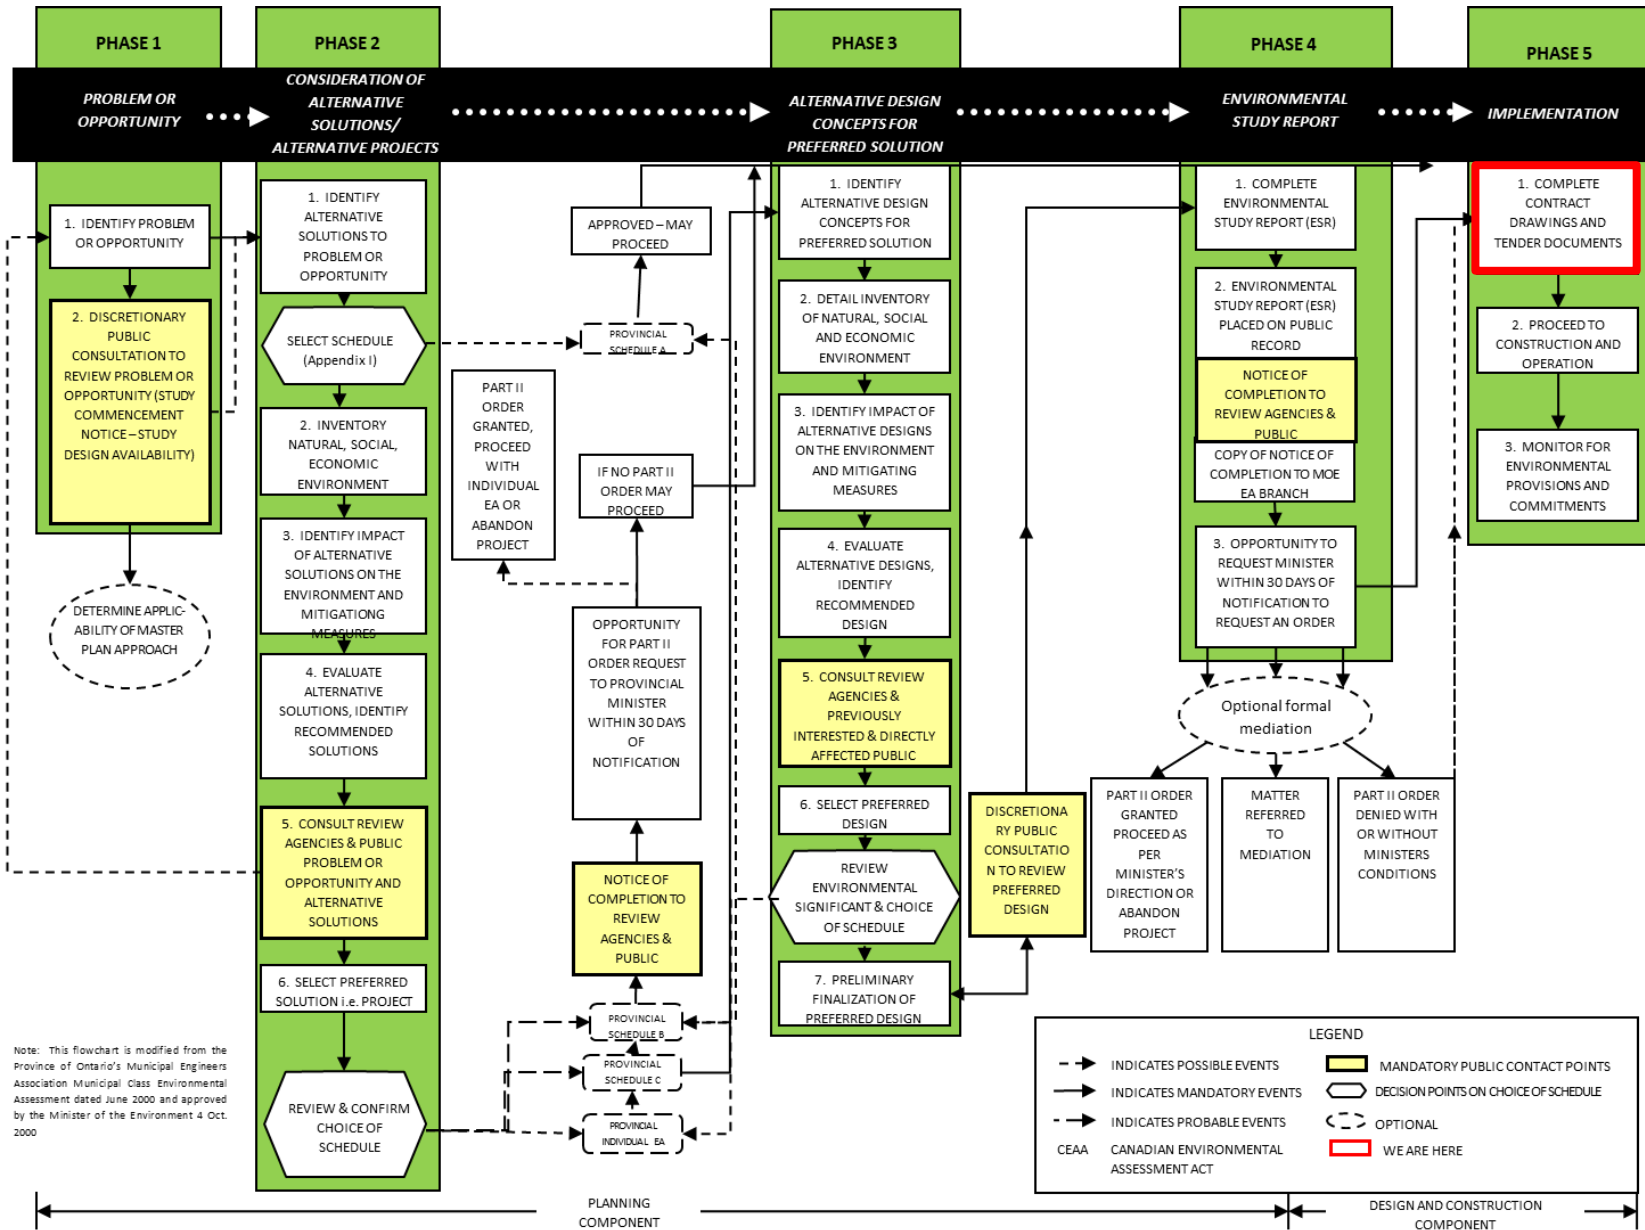 PHASE 1
PROBLEM OR
OPPORTUNITY
1. IDENTIFY PROBLEM
OR OPPORTUNITY
2. DISCRETIONARY
PUBLIC
CONSULTATION TO
REVIEW PROBLEM OR
OPPORTUNITY (STUDY
COMMENCEMENT
NOTICE – STUDY
DESIGN AVAILABILITY)
DETERMINE APPLIC-
ABILITY OF MASTER
PLAN APPROACH
PHASE 2
CONSIDERATION OF
ALTERNATIVE
SOLUTIONS/
ALTERNATIVE PROJECTS
1. IDENTIFY
ALTERNATIVE
SOLUTIONS TO
PROBLEM OR
OPPORTUNITY
SELECT SCHEDULE
(Appendix I)
2. INVENTORY
NATURAL, SOCIAL,
ECONOMIC
ENVIRONMENT
3. IDENTIFY IMPACT
OF ALTERNATIVE
SOLUTIONS ON THE
ENVIRONMENT AND
MITIGATIONG
MEASURES
4. EVALUATE
ALTERNATIVE
SOLUTIONS, IDENTIFY
RECOMMENDED
SOLUTIONS
5. CONSULT REVIEW
AGENCIES & PUBLIC
PROBLEM OR
OPPORTUNITY AND
ALTERNATIVE
SOLUTIONS
6. SELECT PREFERRED
SOLUTION i.e. PROJECT
REVIEW & CONFIRM
CHOICE OF
SCHEDULE
APPROVED – MAY
PROCEED
PROVINCIAL
SCHEDULE A
PART II
ORDER
GRANTED,
PROCEED
WITH
INDIVIDUAL
EA OR
ABANDON
PROJECT
IF NO PART II
ORDER MAY
PROCEED
OPPORTUNITY
FOR PART II
ORDER REQUEST
TO PROVINCIAL
MINISTER
WITHIN 30 DAYS
OF
NOTIFICATION
NOTICE OF
COMPLETION TO
REVIEW
AGENCIES &
PUBLIC
PROVINCIAL
SCHEDULE B
PROVINCIAL
SCHEDULE C
PROVINCIAL
INDIVIDUAL EA
PHASE 3
ALTERNATIVE DESIGN
CONCEPTS FOR
PREFERRED SOLUTION
1. IDENTIFY
ALTERNATIVE DESIGN
CONCEPTS FOR
PREFERRED SOLUTION
2. DETAIL INVENTORY
OF NATURAL, SOCIAL
AND ECONOMIC
ENVIRONMENT
3. IDENTIFY IMPACT OF
ALTERNATIVE DESIGNS
ON THE ENVIRONMENT
AND MITIGATING
MEASURES
4. EVALUATE
ALTERNATIVE DESIGNS,
IDENTIFY
RECOMMENDED
DESIGN
5. CONSULT REVIEW
AGENCIES &
PREVIOUSLY
INTERESTED & DIRECTLY
AFFECTED PUBLIC
6. SELECT PREFERRED
DESIGN
REVIEW
ENVIRONMENTAL
SIGNIFICANT & CHOICE
OF SCHEDULE
7. PRELIMINARY
FINALIZATION OF
PREFERRED DESIGN
DISCRETIONA
RY PUBLIC
CONSULTATIO
N TO REVIEW
PREFERRED
DESIGN
PHASE 4
ENVIRONMENTAL
STUDY REPORT
1. COMPLETE
ENVIRONMENTAL
STUDY REPORT (ESR)
2. ENVIRONMENTAL
STUDY REPORT (ESR)
PLACED ON PUBLIC
RECORD
NOTICE OF
COMPLETION TO
REVIEW AGENCIES &
PUBLIC
COPY OF NOTICE OF
COMPLETION TO MOE
EA BRANCH
3. OPPORTUNITY TO
REQUEST MINISTER
WITHIN 30 DAYS OF
NOTIFICATION TO
REQUEST AN ORDER
Optional formal
mediation
PART II ORDER
GRANTED
PROCEED AS
PER
MINISTER'S
DIRECTION OR
ABANDON
PROJECT
MATTER
REFERRED
TO
MEDIATION
PART II ORDER
DENIED WITH
OR WITHOUT
MINISTERS
CONDITIONS
PHASE 5
IMPLEMENTATION
1. COMPLETE
CONTRACT
DRAWINGS AND
TENDER DOCUMENTS
2. PROCEED TO
CONSTRUCTION AND
OPERATION
3. MONITOR FOR
ENVIRONMENTAL
PROVISIONS AND
COMMITMENTS
Note: This flowchart is modified from the
Province of Ontario's Municipal Engineers
Association Municipal Class Environmental
Assessment dated June 2000 and approved
by the Minister of the Environment 4 Oct.
2000
LEGEND
INDICATES POSSIBLE EVENTS
INDICATES MANDATORY EVENTS
INDICATES PROBABLE EVENTS
CEAA CANADIAN ENVIRONMENTAL
ASSESSMENT ACT
MANDATORY PUBLIC CONTACT POINTS
DECISION POINTS ON CHOICE OF SCHEDULE
OPTIONAL
WE ARE HERE
PLANNING
COMPONENT
DESIGN AND CONSTRUCTION
COMPONENT